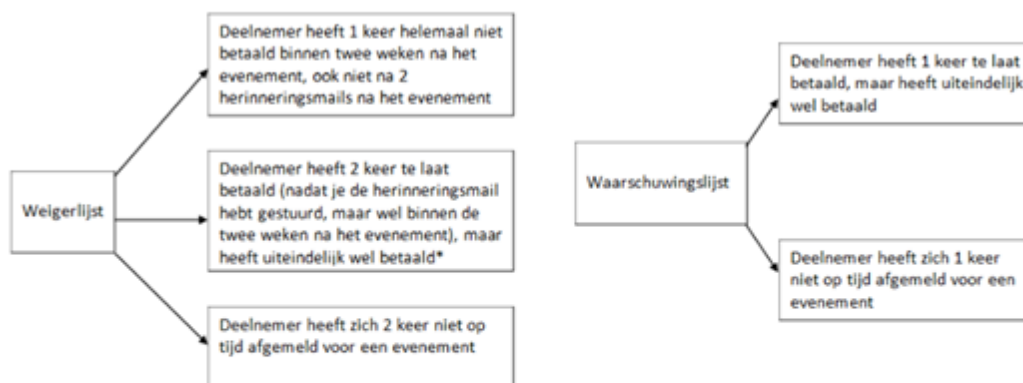 Deelnemer heeft 1 keer helemaal niet
betaald binnen twee weken na het
evenement, ook niet na 2
herinneringsmails na het evenement
Weigerlijst
Deelnemer heeft 2 keer te laat
betaald (nadat je de herinneringsmail
hebt gestuurd, maar wel binnen de
twee weken na het evenement), maar
heeft uiteindelijk wel betaald*
Deelnemer heeft zich 2 keer niet op
tijd afgemeld voor een evenement
Deelnemer heeft 1 keer te laat
betaald, maar heeft uiteindelijk
wel betaald
Waarschuwingslijst
Deelnemer heeft zich 1 keer
niet op tijd afgemeld voor een
evenement